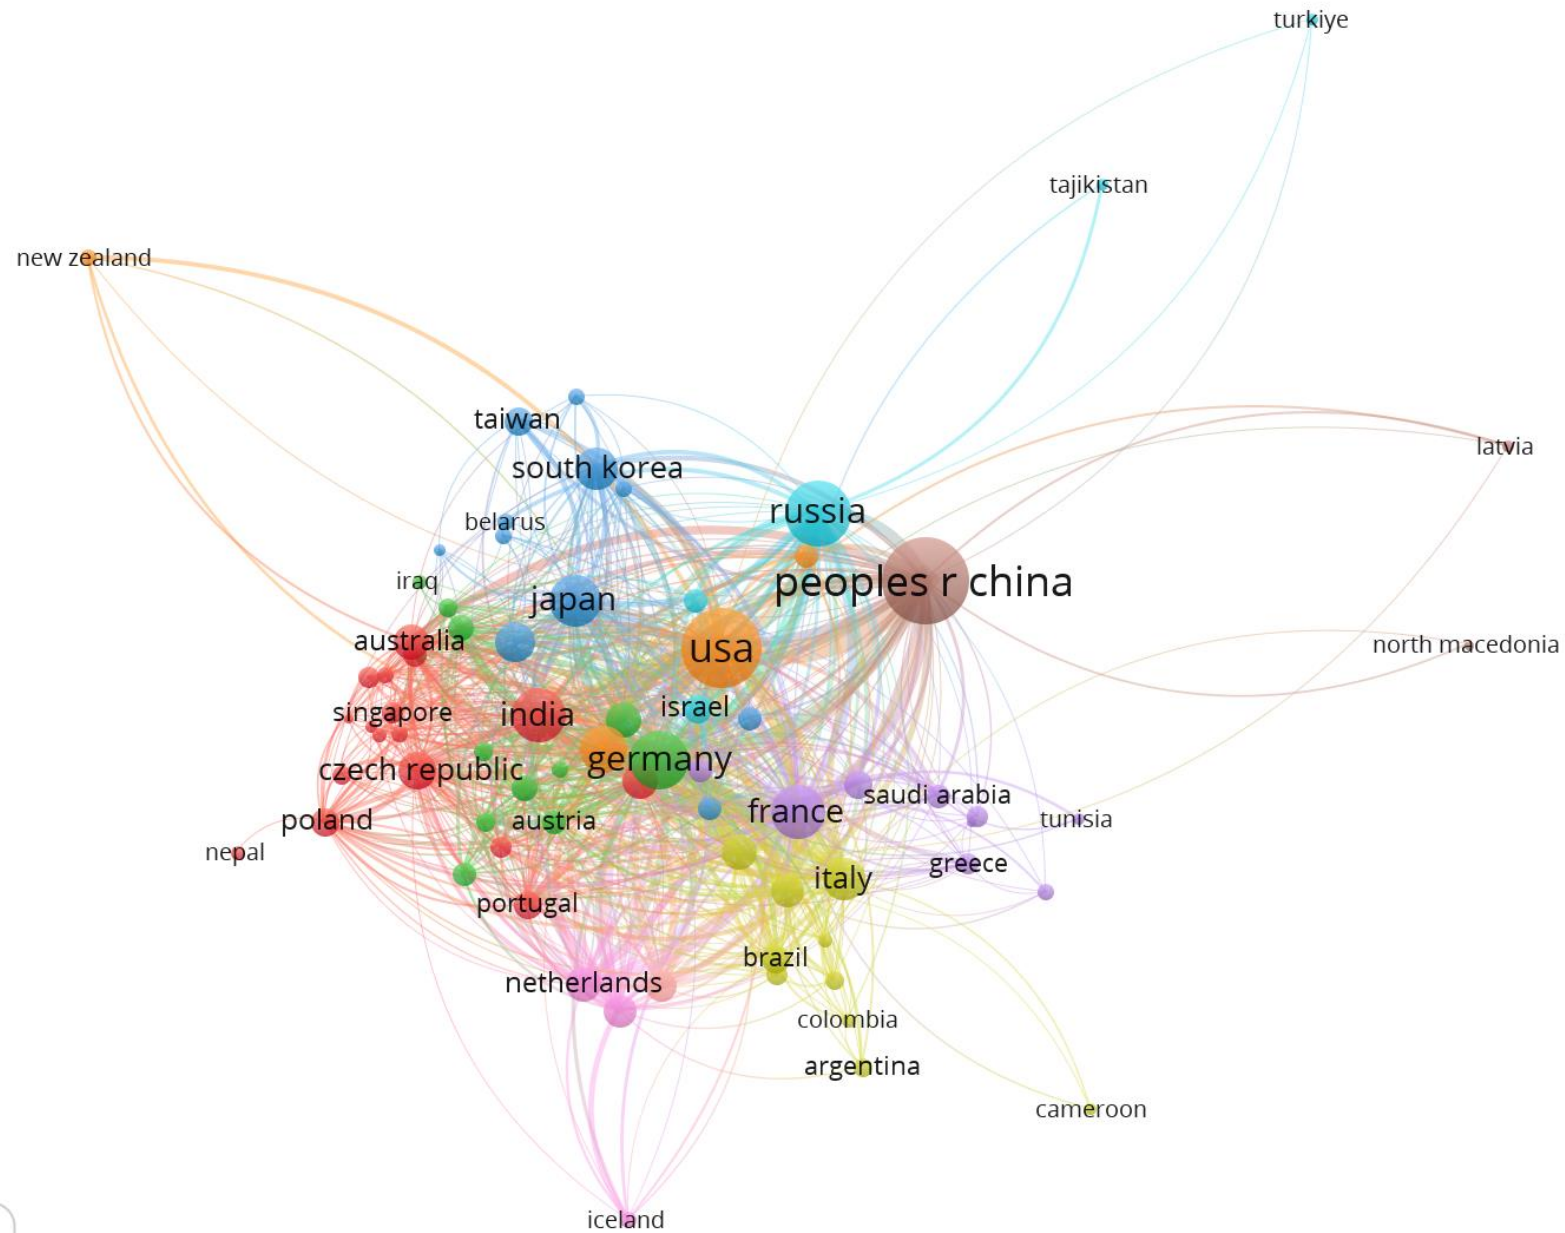 turkiye
tajikistan
new zealand
taiwan
latvia
south korea
russia
belarus
iraq
peoples r china
japan
australia
usa
north macedonia
singapore
india
israel
germany
czech republic
saudi arabia
france
tunisia
poland
austria
nepal
greece
italy
portugal
brazil
netherlands
colombia
argentina
cameroon
iceland